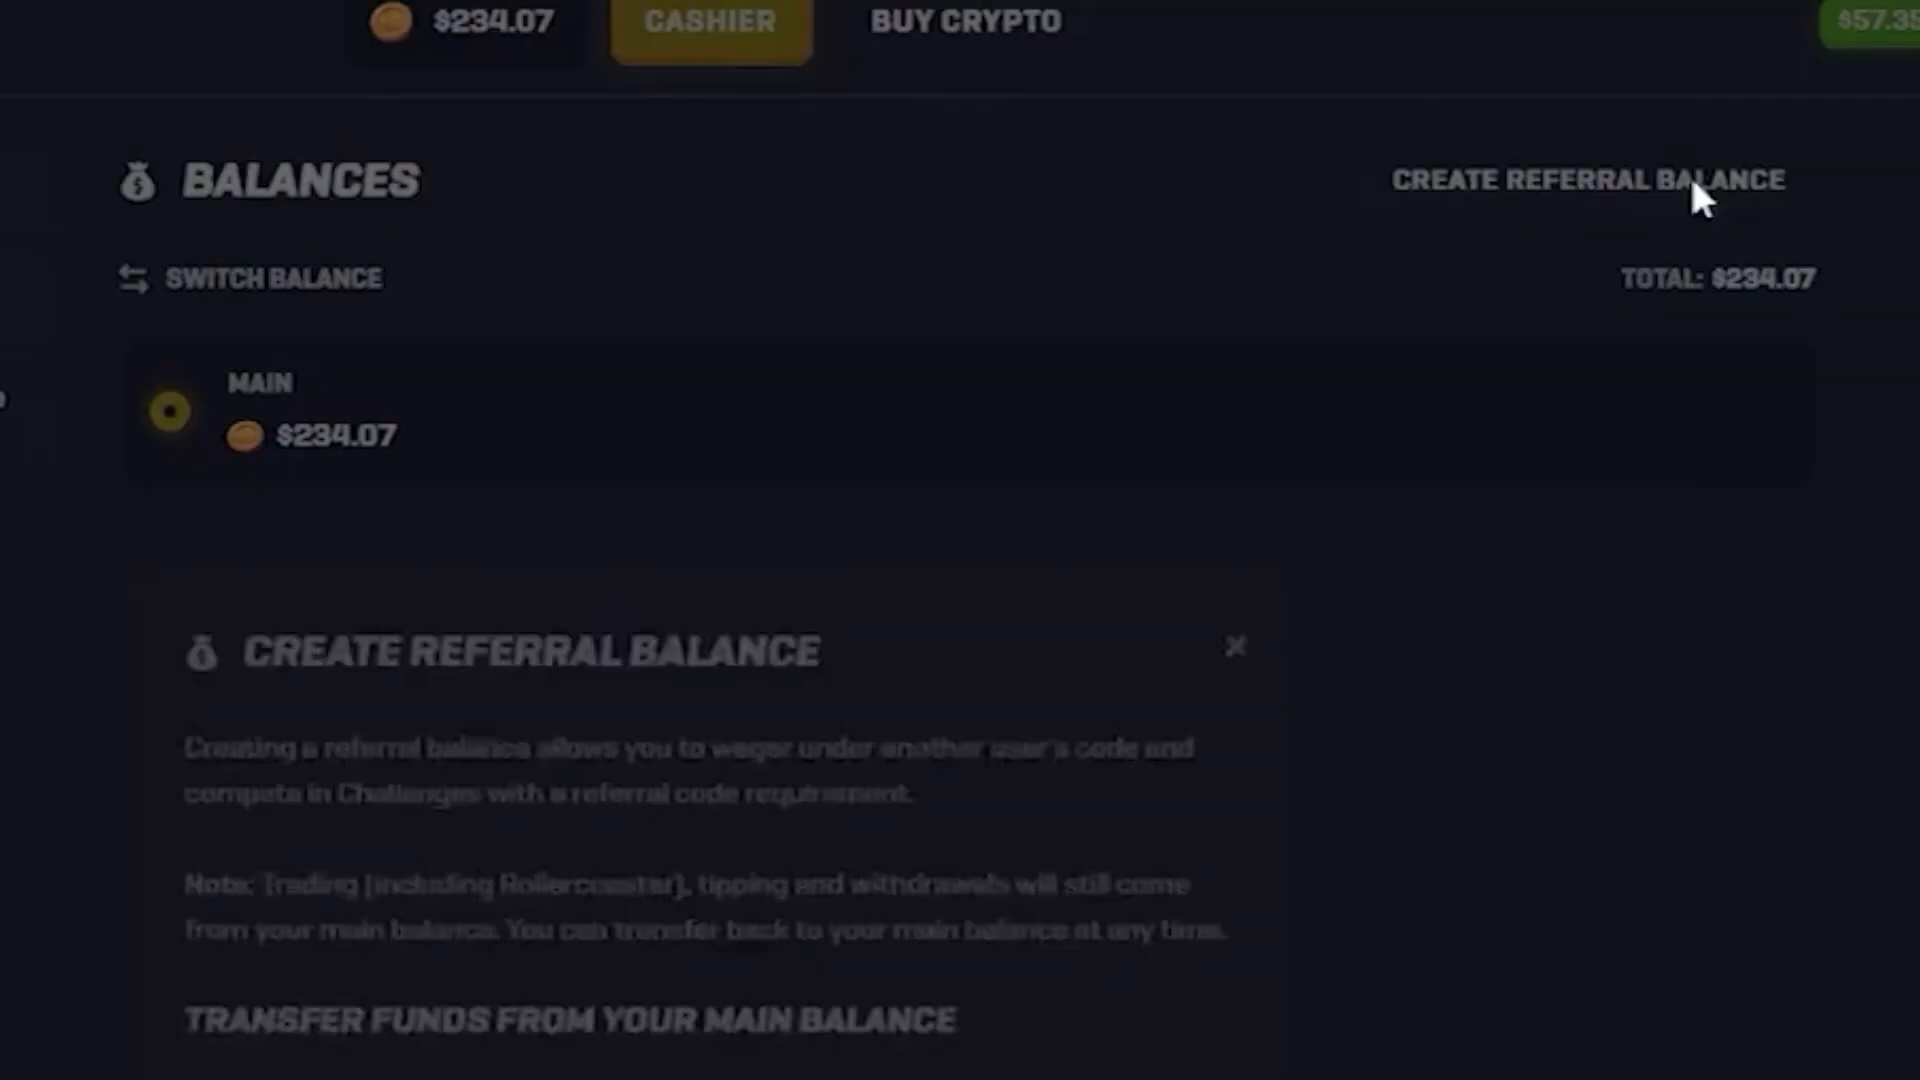 $234.07 CASHIER BUY CRYPTO $57.35
BALANCES CREATE REFERRAL BALANCE
SWITCH BALANCE TOTAL: $234.07
MAIN
$234.07
CREATE REFERRAL BALANCE
Creating a referral balance allows you to wager under another user's code and
compete in Challenges with a referral code requirement.
Note: Trading (including Rollercoaster), tipping and withdrawals will still come
from your main balance. You can transfer back to your main balance at any time.
TRANSFER FUNDS FROM YOUR MAIN BALANCE